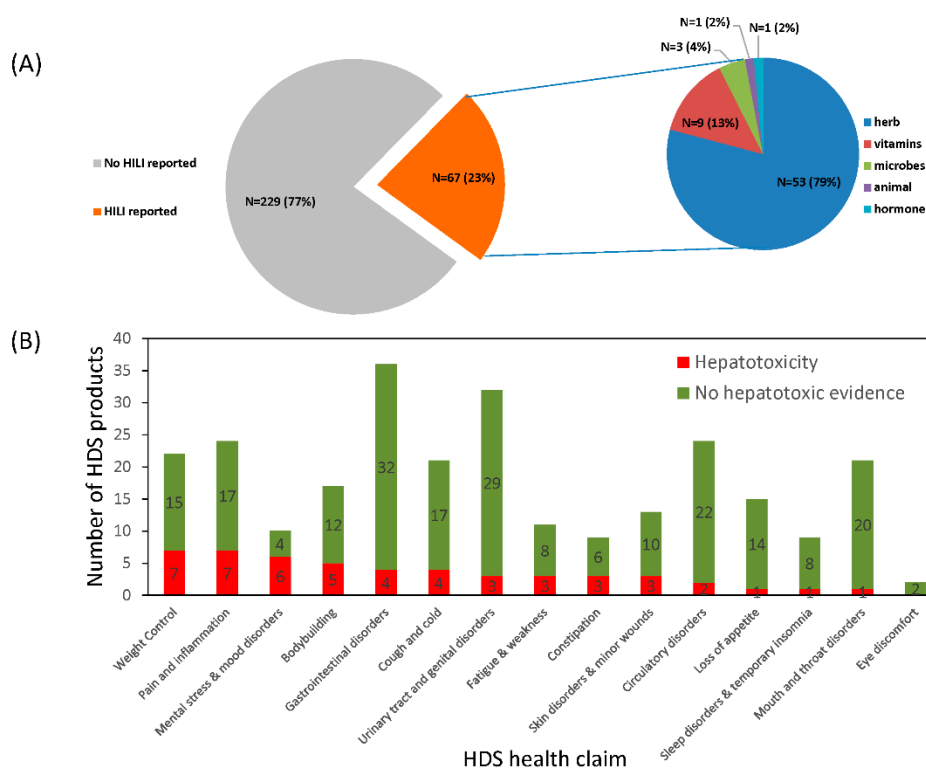 (A)
No HILI reported
HILI reported
N=229 (77%)
N=67 (23%)
N=1 (2%)
N=1 (2%)
N=3 (4%)
N=9 (13%)
N=53 (79%)
herb
vitamins
microbes
animal
hormone
(B)
Number of HDS products
40
35
30
25
20
15
10
5
0
Hepatotoxicity
No hepatotoxic evidence
15
17
4
12
32
17
29
8
6
10
22
14
8
20
2
7
7
6
5
4
4
3
3
3
3
2
1
1
1
Weight Control
Pain and inflammation
Mental stress & mood disorders
Bodybuilding
Gastrointestinal disorders
Cough and cold
Urinary tract and genital disorders
Fatigue & weakness
Constipation
Skin disorders & minor wounds
Circulatory disorders
Loss of appetite
Sleep disorders & temporary insomnia
Mouth and throat disorders
Eye discomfort
HDS health claim